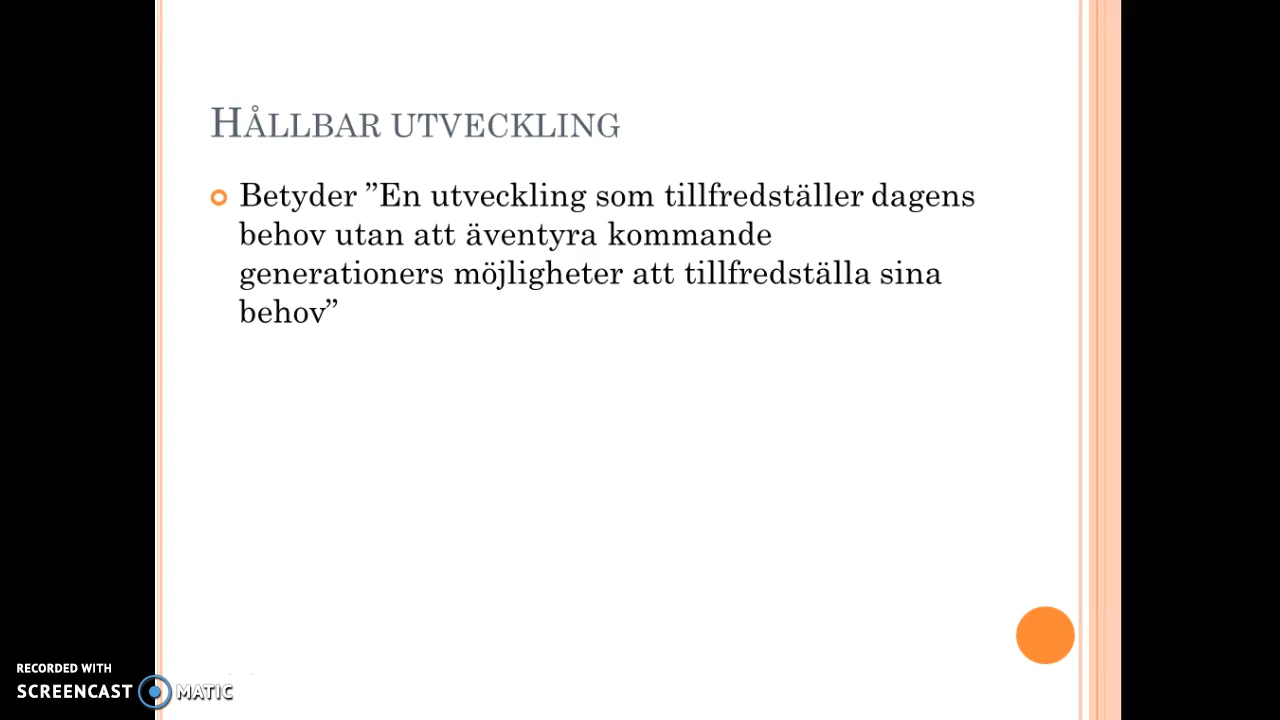 HÅLLBAR UTVECKLING
Betyder ”En utveckling som tillfredställer dagens
behov utan att äventyra kommande
generationers möjligheter att tillfredställa sina
behov”
RECORDED WITH
SCREENCAST MATIC